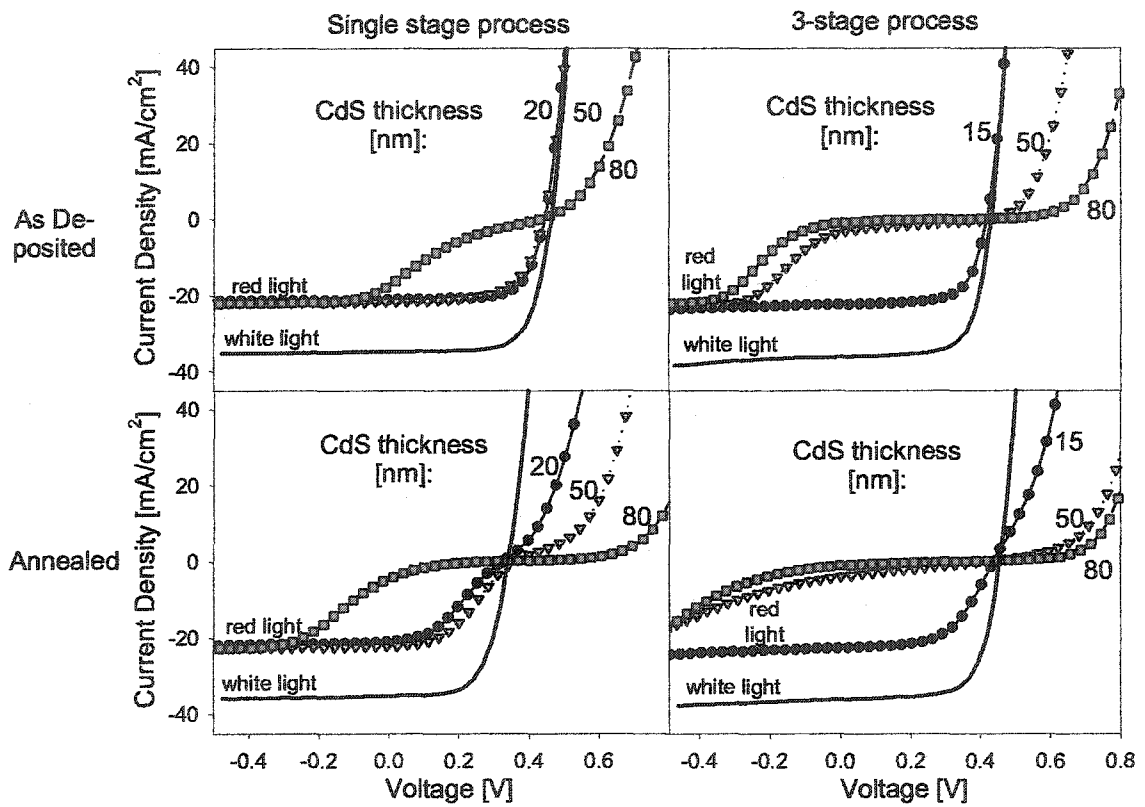 Single stage process
3-stage process
As De-
posited
Current Density [mA/cm²]
40
20
0
-20
-40
CdS thickness
[nm]:
20
50
80
red light
white light
CdS thickness
[nm]:
15
50
80
red
light
white light
Annealed
Current Density [mA/cm²]
40
20
0
-20
-40
CdS thickness
[nm]:
20
50
80
red light
white light
CdS thickness
[nm]:
15
50
80
red
light
white light
-0.4 -0.2 0.0 0.2 0.4 0.6
-0.4 -0.2 0.0 0.2 0.4 0.6 0.8
Voltage [V]
Voltage [V]